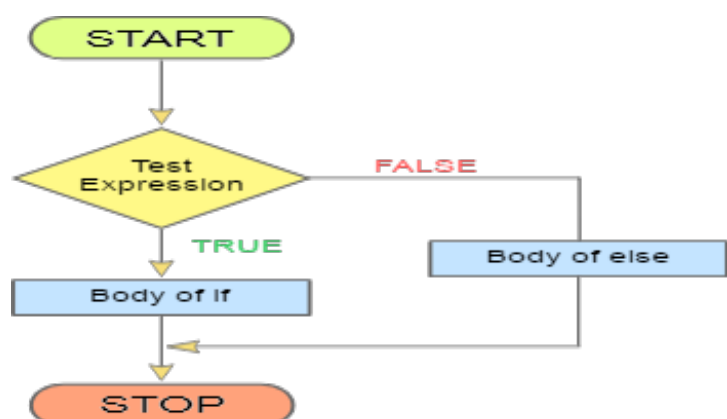 START
Test
Expression
FALSE
TRUE
Body of else
Body of if
STOP